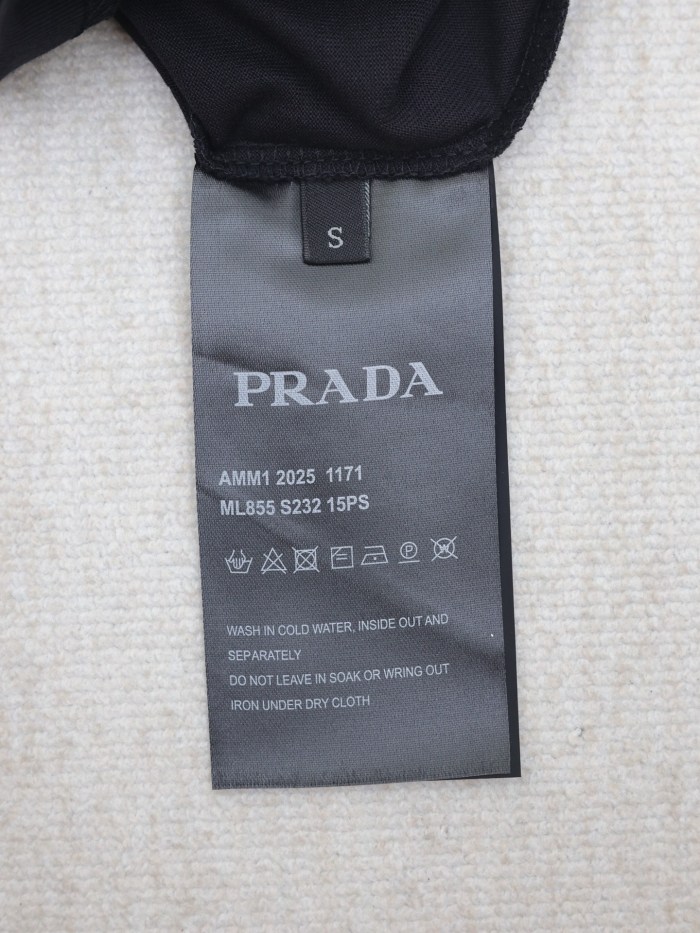 S
PRADA
AMM1 2025 1171
ML855 S232 15PS
WASH IN COLD WATER, INSIDE OUT AND
SEPARATELY
DO NOT LEAVE IN SOAK OR WRING OUT
IRON UNDER DRY CLOTH